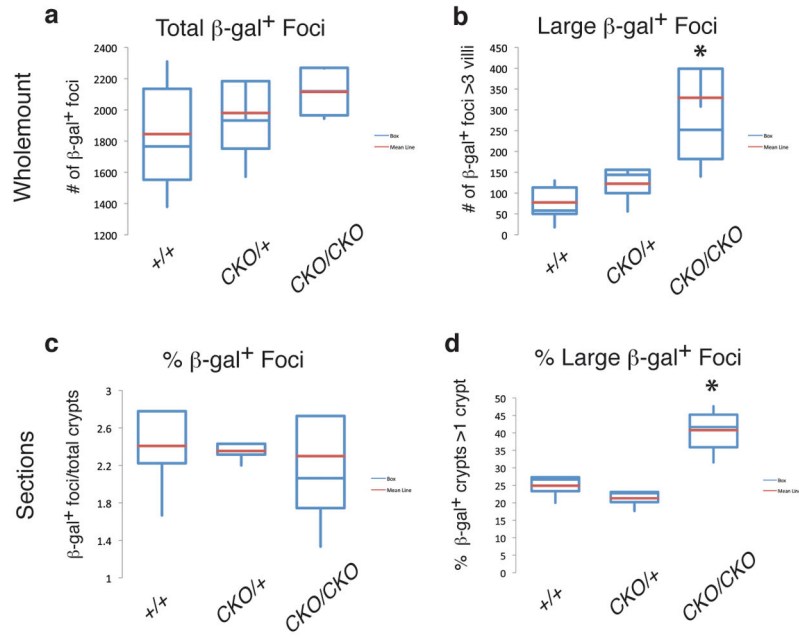 a
Total β-gal+ Foci
Wholemount
# of β-gal+ foci
2400
2200
2000
1800
1600
1400
1200
Box
Mean Line
+/+
CKO/+
CKO/CKO
b
Large β-gal+ Foci
*
# of β-gal+ foci >3 villi
450
400
350
300
250
200
150
100
50
0
Box
Mean Line
+/+
CKO/+
CKO/CKO
c
% β-gal+ Foci
Sections
β-gal+ foci/total crypts
3
2.6
2.2
1.8
1.4
1
Box
Mean Line
+/+
CKO/+
CKO/CKO
d
% Large β-gal+ Foci
*
% β-gal+ crypts >1 crypt
50
45
40
35
30
25
20
15
10
5
0
Box
Mean Line
+/+
CKO/+
CKO/CKO